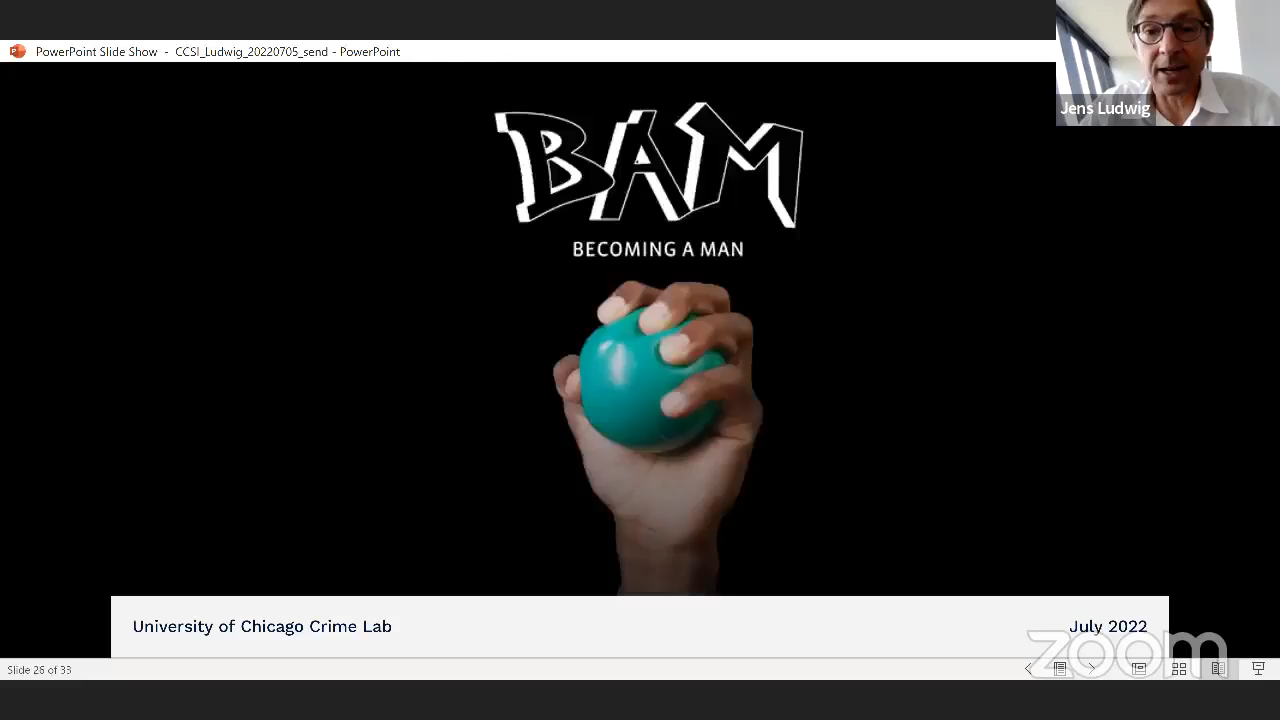 PowerPoint Slide Show - CCSI_Ludwig_20220705_send - PowerPoint
Jens Ludwig
BAM
BECOMING A MAN
University of Chicago Crime Lab
July 2022
zoom
Slide 26 of 33